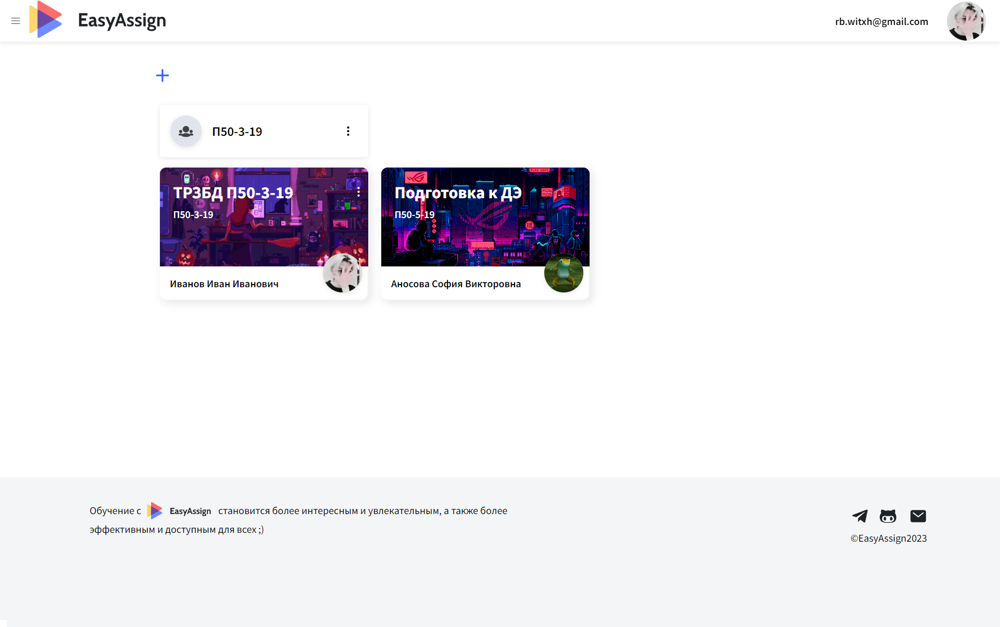 EasyAssign
rb.witxh@gmail.com
П50-3-19
ТРЗБД П50-3-19
П50-3-19
Иванов Иван Иванович
PLAY HARD
Подготовка к ДЭ
П50-5-19
Аносова София Викторовна
Обучение с EasyAssign становится более интересным и увлекательным, а также более
эффективным и доступным для всех ;)
©EasyAssign2023